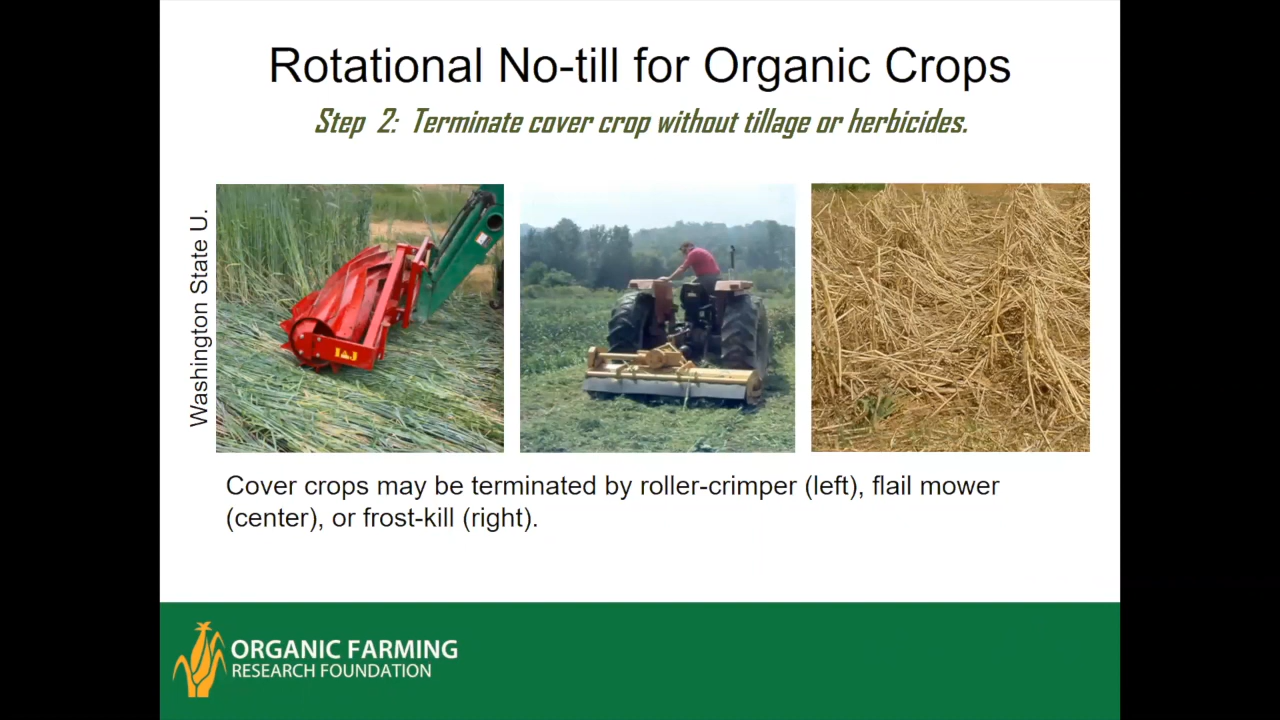 Rotational No-till for Organic Crops
Step 2: Terminate cover crop without tillage or herbicides.
Washington State U.
Cover crops may be terminated by roller-crimper (left), flail mower
(center), or frost-kill (right).
ORGANIC FARMING
RESEARCH FOUNDATION